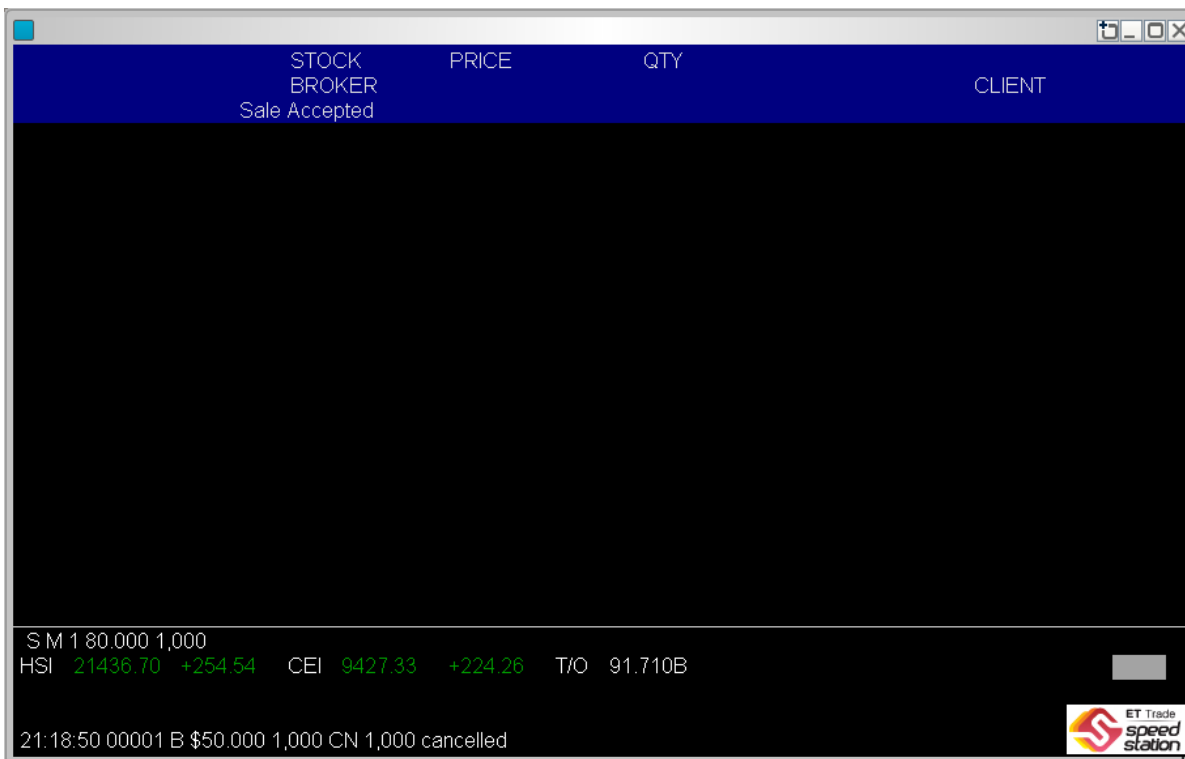 STOCK PRICE QTY
BROKER CLIENT
Sale Accepted
S M 1 80.000 1,000
HSI 21436.70 +254.54 CEI 9427.33 +224.26 T/O 91.710B
ET Trade
speed
station
21:18:50 00001 B $50.000 1,000 CN 1,000 cancelled